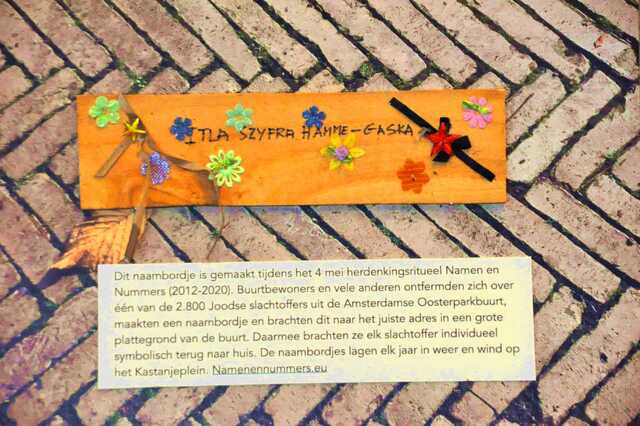 ITLA SZYFRA HAMME-GASKA
Dit naambordje is gemaakt tijdens het 4 mei herdenkingsritueel Namen en
Nummers (2012-2020). Buurtbewoners en vele anderen ontfermden zich over
één van de 2.800 Joodse slachtoffers uit de Amsterdamse Oosterparkbuurt,
maakten een naambordje en brachten dit naar het juiste adres in een grote
plattegrond van de buurt. Daarmee brachten ze elk slachtoffer individueel
symbolisch terug naar huis. De naambordjes lagen elk jaar in weer en wind op
het Kastanjeplein. Namenennummers.eu